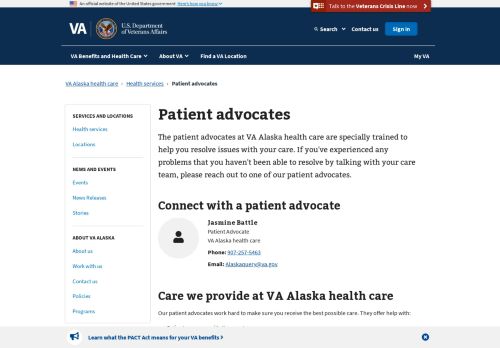 An official website of the United States government Here's how you know
Talk to the Veterans Crisis Line now
VA
U.S. Department
of Veterans Affairs
Search
Contact us
Sign in
VA Benefits and Health Care
About VA
Find a VA Location
My VA
VA Alaska health care › Health services › Patient advocates
SERVICES AND LOCATIONS
Health services
Locations
NEWS AND EVENTS
Events
News Releases
Stories
ABOUT VA ALASKA
About us
Work with us
Contact us
Policies
Programs
Patient advocates
The patient advocates at VA Alaska health care are specially trained to
help you resolve issues with your care. If you've experienced any
problems that you haven't been able to resolve by talking with your care
team, please reach out to one of our patient advocates.
Connect with a patient advocate
Jasmine Battle
Patient Advocate
VA Alaska health care
Phone: 907-257-5463
Email: Alaskaquery@va.gov
Care we provide at VA Alaska health care
Our patient advocates work hard to make sure you receive the best possible care. They offer help with:
Learn what the PACT Act means for your VA benefits